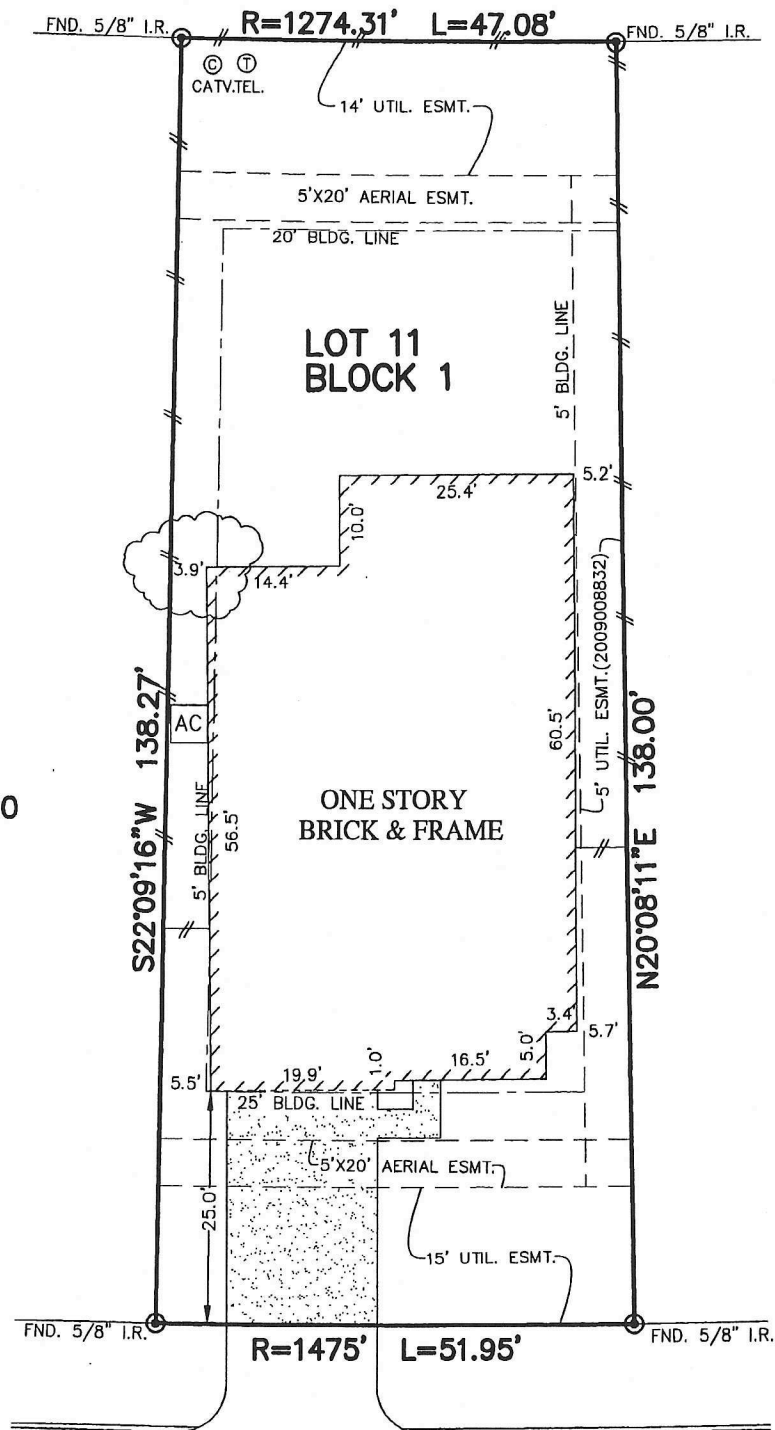 FND. 5/8" I.R.
R=1274.31' L=47.08'
FND. 5/8" I.R.
C T
CATV.TEL.
14' UTIL. ESMT.
5'X20' AERIAL ESMT.
20' BLDG. LINE
5' BLDG. LINE
LOT 11
BLOCK 1
25.4'
5.2'
10.0'
3.9'
14.4'
5' UTIL. ESMT.(2009008832)
S22°09'16"W 138.27'
AC
60.5'
N20°08'11"E 138.00'
5' BLDG. LINE
56.5'
0
ONE STORY
BRICK & FRAME
3.4'
5.7'
5.0'
5.5'
19.9'
1.0'
16.5'
25' BLDG. LINE
5'X20' AERIAL ESMT.
25.0'
15' UTIL. ESMT.
FND. 5/8" I.R.
R=1475' L=51.95'
FND. 5/8" I.R.